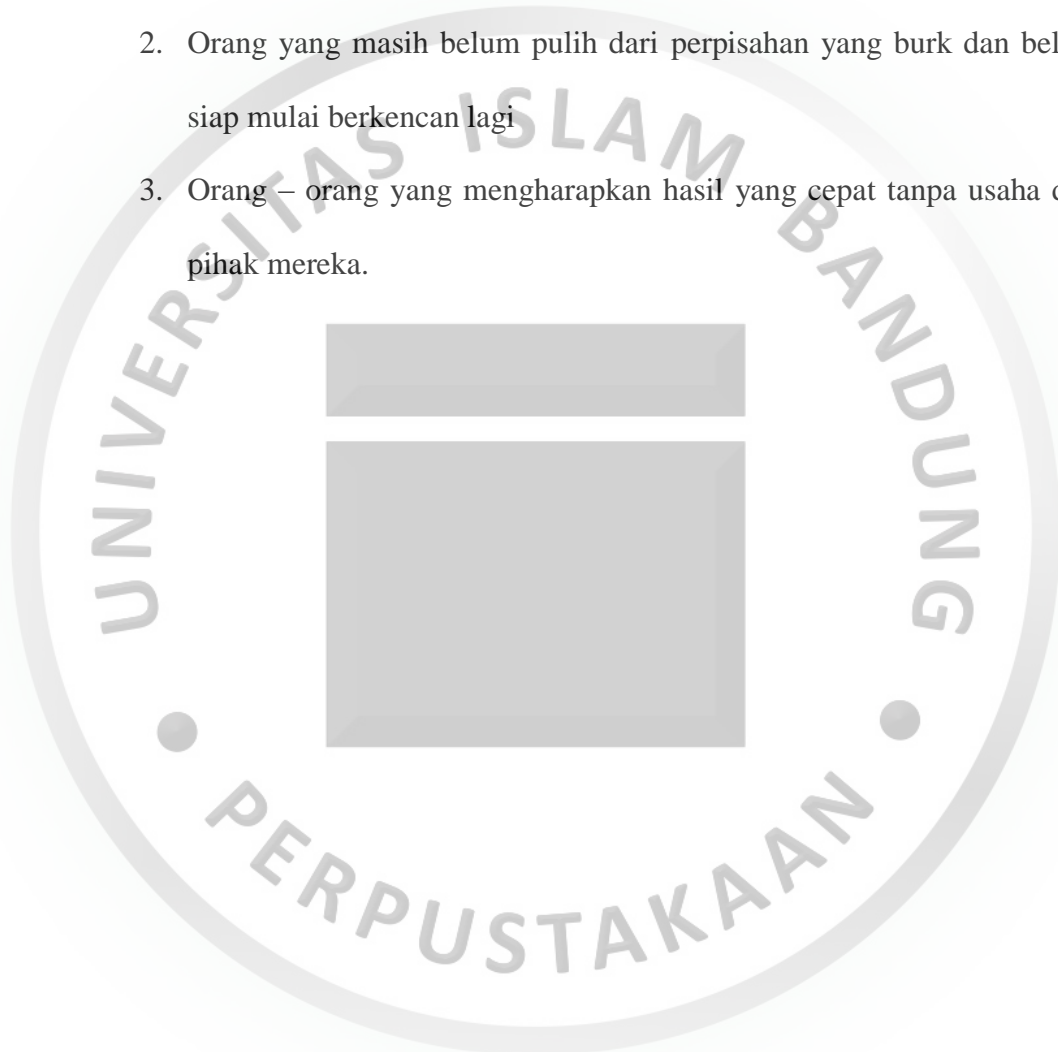 2. Orang yang masih belum pulih dari perpisahan yang burk dan bel
siap mulai berkencan lagi
3. Orang – orang yang mengharapkan hasil yang cepat tanpa usaha d
pihak mereka.
UNIVERSITAS ISLAM BANDUNG
PERPUSTAKAAN